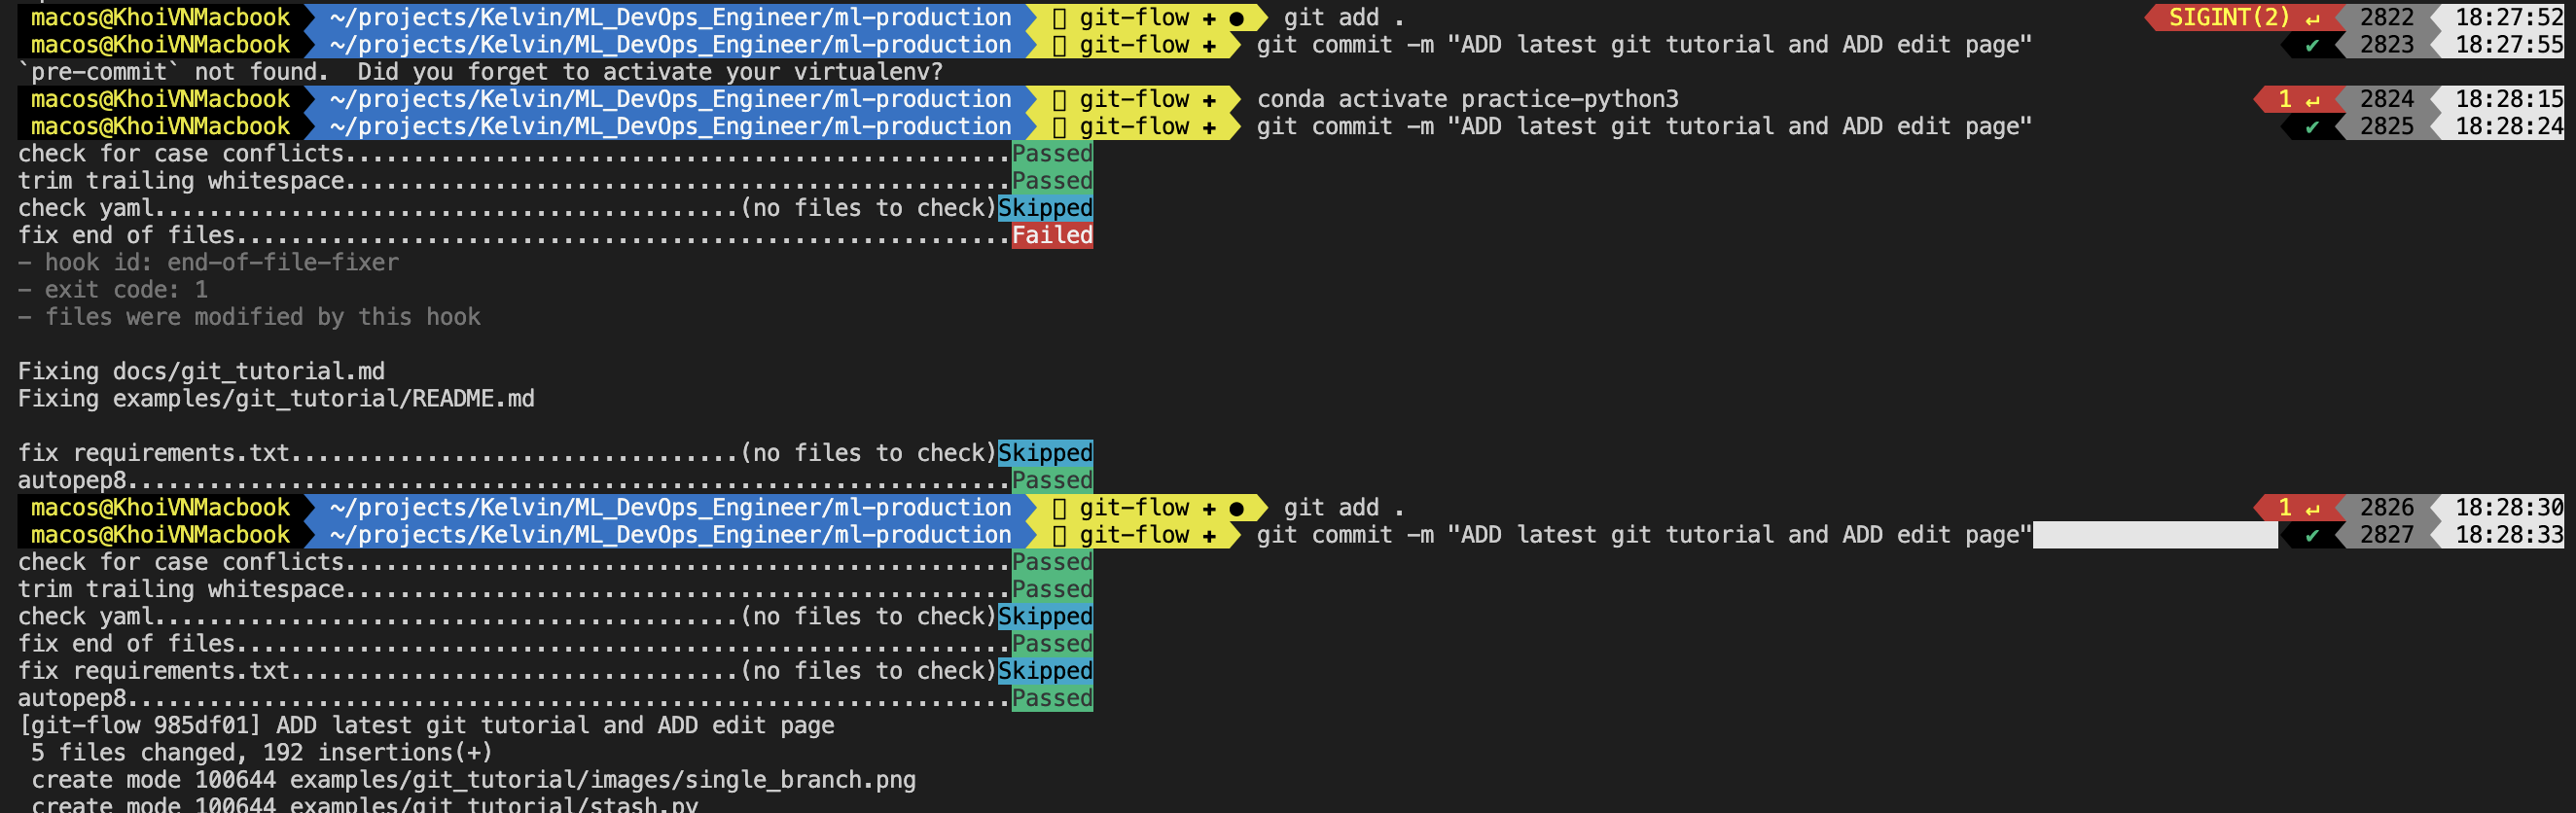 macos@KhoiVNMacbook ~/projects/Kelvin/ML_DevOps_Engineer/ml-production git-flow ✚ ● git add . SIGINT(2) ↵ 2822 18:27:52
macos@KhoiVNMacbook ~/projects/Kelvin/ML_DevOps_Engineer/ml-production git-flow ✚ git commit -m "ADD latest git tutorial and ADD edit page" ✔ 2823 18:27:55
`pre-commit` not found.  Did you forget to activate your virtualenv?
macos@KhoiVNMacbook ~/projects/Kelvin/ML_DevOps_Engineer/ml-production git-flow ✚ conda activate practice-python3 1 ↵ 2824 18:28:15
macos@KhoiVNMacbook ~/projects/Kelvin/ML_DevOps_Engineer/ml-production git-flow ✚ git commit -m "ADD latest git tutorial and ADD edit page" ✔ 2825 18:28:24
check for case conflicts.................................................Passed
trim trailing whitespace.................................................Passed
check yaml...........................................(no files to check)Skipped
fix end of files.........................................................Failed
- hook id: end-of-file-fixer
- exit code: 1
- files were modified by this hook
Fixing docs/git_tutorial.md
Fixing examples/git_tutorial/README.md
fix requirements.txt.................................(no files to check)Skipped
autopep8.................................................................Passed
macos@KhoiVNMacbook ~/projects/Kelvin/ML_DevOps_Engineer/ml-production git-flow ✚ ● git add . 1 ↵ 2826 18:28:30
macos@KhoiVNMacbook ~/projects/Kelvin/ML_DevOps_Engineer/ml-production git-flow ✚ git commit -m "ADD latest git tutorial and ADD edit page" ✔ 2827 18:28:33
check for case conflicts.................................................Passed
trim trailing whitespace.................................................Passed
check yaml...........................................(no files to check)Skipped
fix end of files.........................................................Passed
fix requirements.txt.................................(no files to check)Skipped
autopep8.................................................................Passed
[git-flow 985df01] ADD latest git tutorial and ADD edit page
5 files changed, 192 insertions(+)
create mode 100644 examples/git_tutorial/images/single_branch.png
create mode 100644 examples/git_tutorial/stash.py